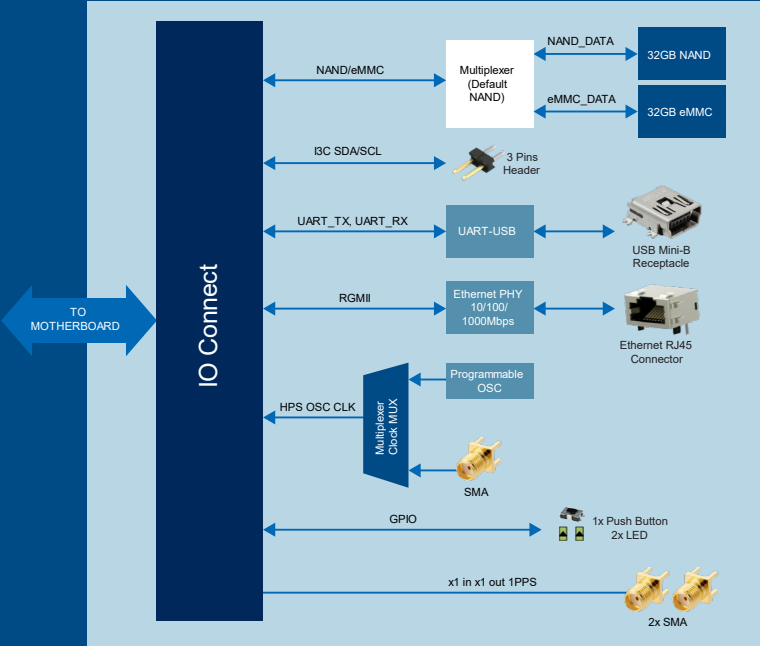 TO
MOTHERBOARD
IO Connect
NAND/eMMC
Multiplexer
(Default
NAND)
NAND_DATA
32GB NAND
eMMC_DATA
32GB eMMC
I3C SDA/SCL
3 Pins
Header
UART_TX, UART_RX
UART-USB
USB Mini-B
Receptacle
RGMII
Ethernet PHY
10/100/
1000Mbps
Ethernet RJ45
Connector
HPS OSC CLK
Multiplexer
Clock MUX
Programmable
OSC
SMA
GPIO
1x Push Button
2x LED
x1 in x1 out 1PPS
2x SMA